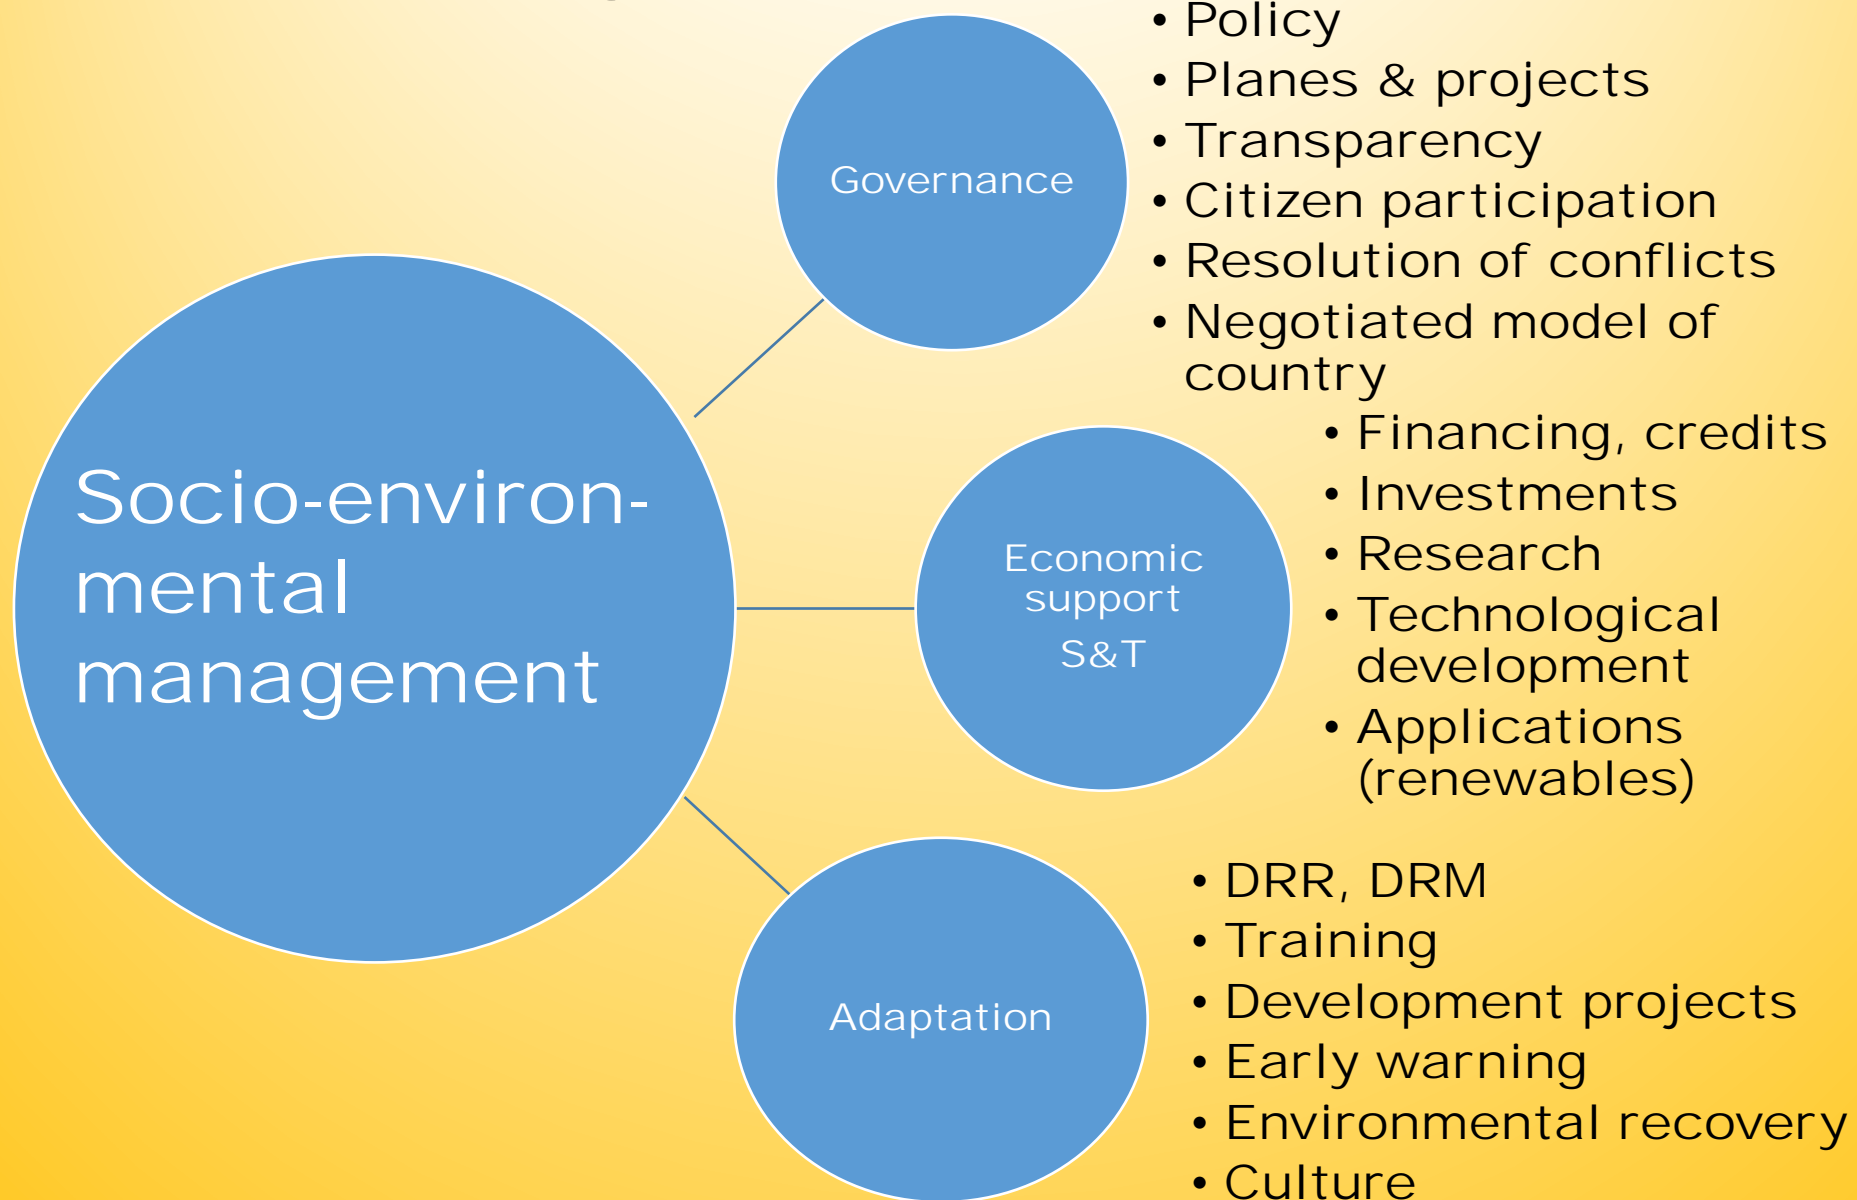 Socio-environ-
mental
management
Governance
• Policy
• Planes & projects
• Transparency
• Citizen participation
• Resolution of conflicts
• Negotiated model of
country
Economic
support
S&T
• Financing, credits
• Investments
• Research
• Technological
development
• Applications
(renewables)
Adaptation
• DRR, DRM
• Training
• Development projects
• Early warning
• Environmental recovery
• Culture